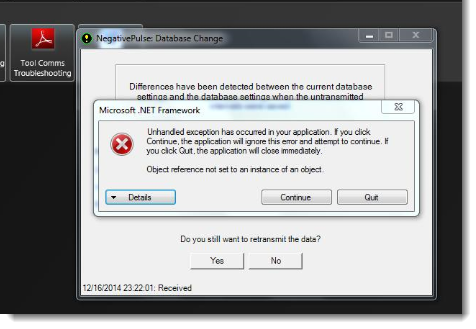 NegativePulse: Database Change
g
Tool Comms
Troubleshooting
Differences have been detected between the current database
settings and the database settings when the untransmitted
Microsoft .NET Framework
Unhandled exception has occurred in your application. If you click
Continue, the application will ignore this error and attempt to continue. If
you click Quit, the application will close immediately.
Object reference not set to an instance of an object.
Details
Continue
Quit
Do you still want to retransmit the data?
Yes
No
12/16/2014 23:22:01: Received